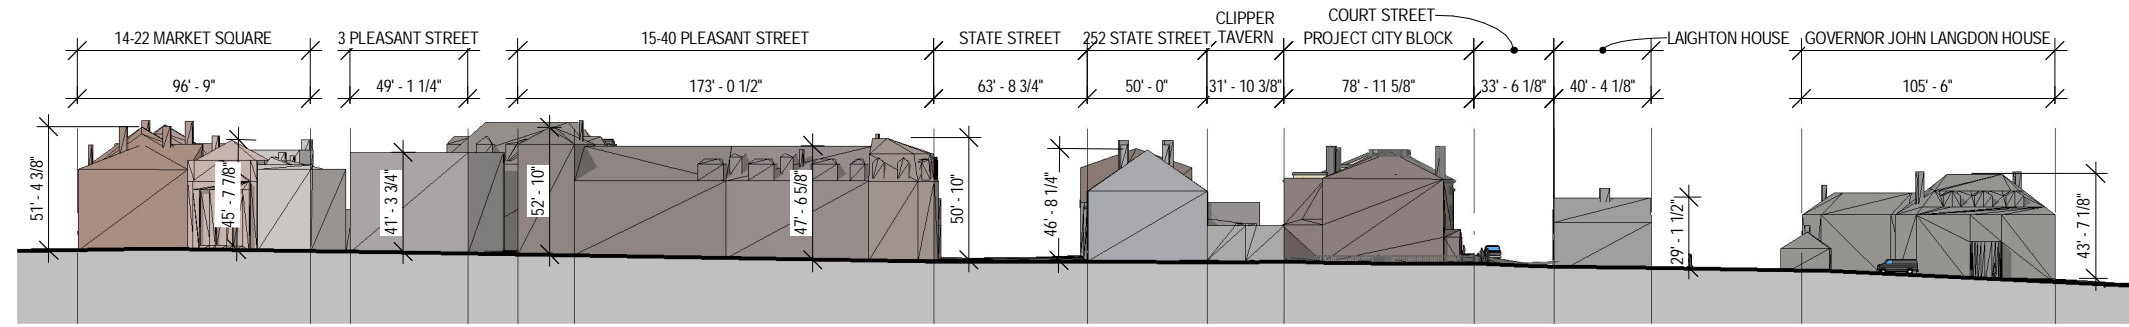 CLIPPER
COURT STREET
14-22 MARKET SQUARE
3 PLEASANT STREET
15-40 PLEASANT STREET
STATE STREET
252 STATE STREET
TAVERN
PROJECT CITY BLOCK
LAIGHTON HOUSE
GOVERNOR JOHN LANGDON HOUSE
96' - 9"
49' - 1 1/4"
173' - 0 1/2"
63' - 8 3/4"
50' - 0"
31' - 10 3/8"
78' - 11 5/8"
33' - 6 1/8"
40' - 4 1/8"
105' - 6"
51' - 4 3/8"
45' - 7 7/8"
41' - 3 3/4"
52' - 10"
47' - 6 5/8"
50' - 10"
46' - 8 1/4"
29' - 1 1/2"
43' - 7 1/8"